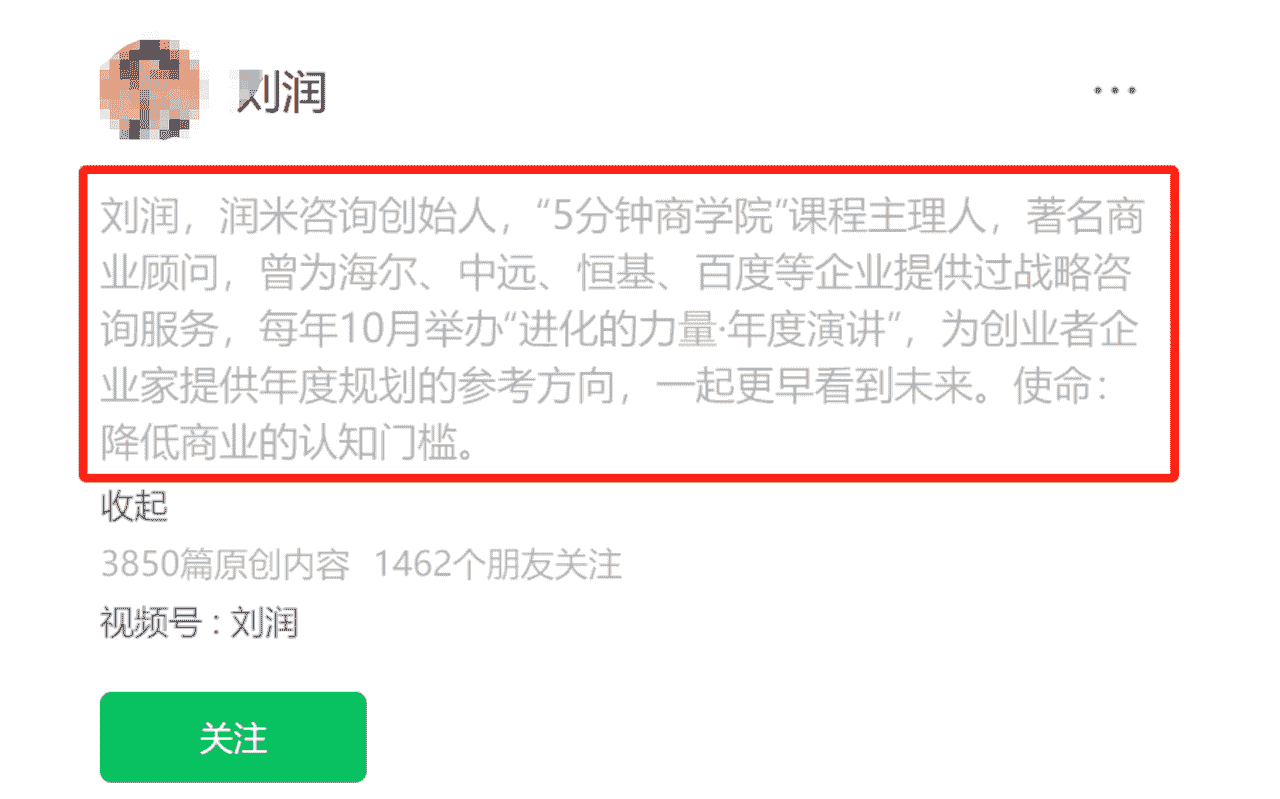 刘润
刘润，润米咨询创始人，“5分钟商学院”课程主理人，著名商
业顾问，曾为海尔、中远、恒基、百度等企业提供过战略咨
询服务，每年10月举办“进化的力量·年度演讲”，为创业者企
业家提供年度规划的参考方向，一起更早看到未来。使命：
降低商业的认知门槛。
收起
3850篇原创内容 1462个朋友关注
视频号：刘润
关注